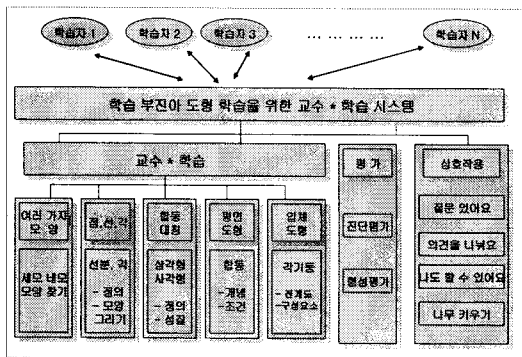 학습자 1
학습자 2
학습자 3
... ... ... ...
학습자 N
학습 부진아 도형 학습을 위한 교수 * 학습 시스템
교수 * 학습
여러 가지
모 양
세모 네모
모양 찾기
점,선,각
선분, 각
- 정의
- 모양
그리기
합동
대칭
삼각형
사각형
- 정의
- 성질
평면
도형
합동
-개념
-조건
입체
도형
각기둥
-전개도
-구성요소
평 가
진단평가
형성평가
상호작용
질문 있어요
의견을 나눠요
나도 할 수 있어요
나무 키우기